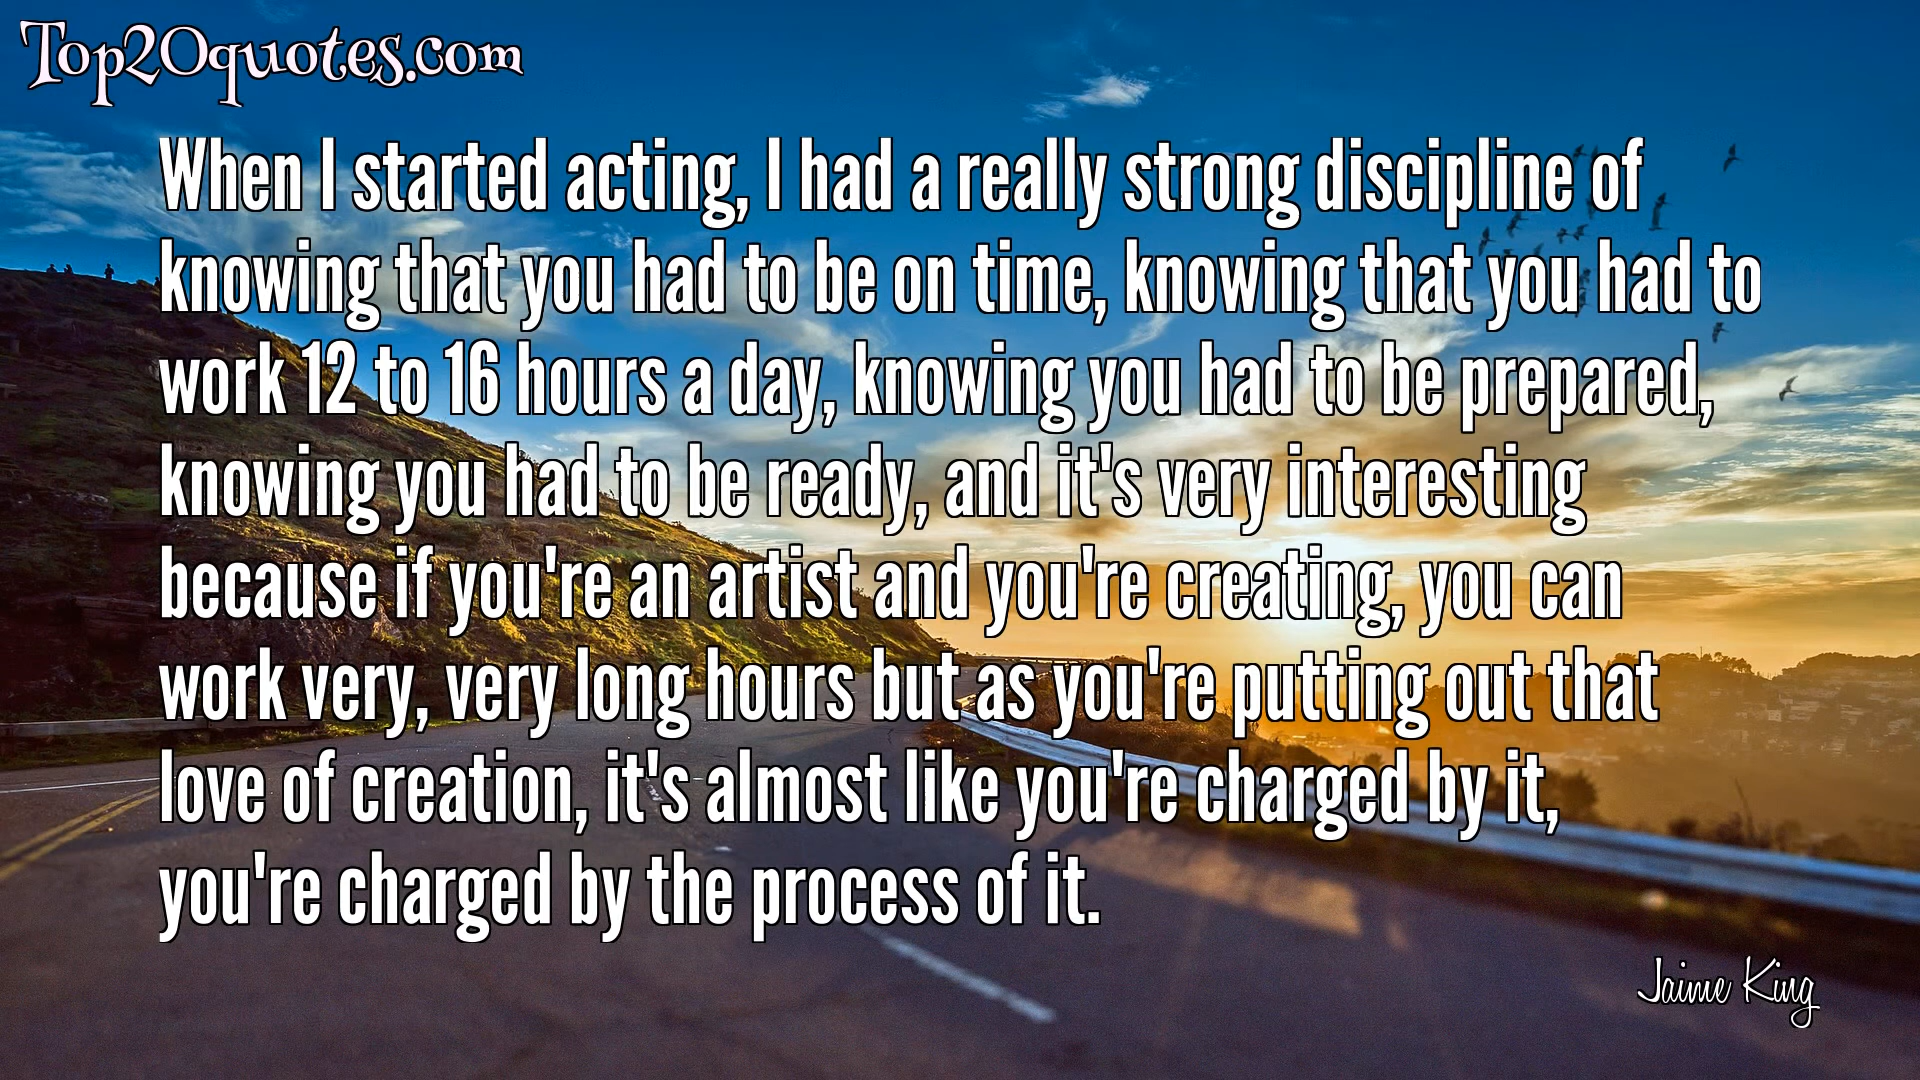 Top20quotes.com
When I started acting, I had a really strong discipline of
knowing that you had to be on time, knowing that you had to
work 12 to 16 hours a day, knowing you had to be prepared,
knowing you had to be ready, and it's very interesting
because if you're an artist and you're creating, you can
work very, very long hours but as you're putting out that
love of creation, it's almost like you're charged by it,
you're charged by the process of it.
Jaime King